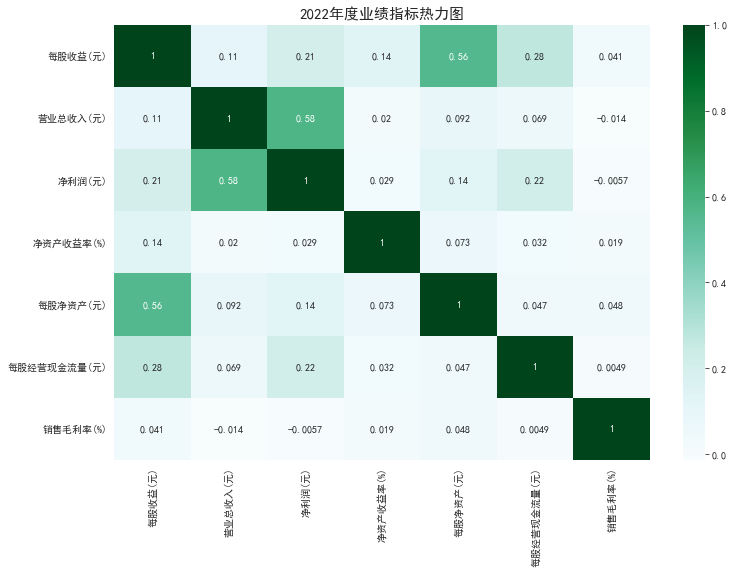 2022年度业绩指标热力图
每股收益(元) 1 0.11 0.21 0.14 0.56 0.28 0.041
营业总收入(元) 0.11 1 0.58 0.02 0.092 0.069 -0.014
净利润(元) 0.21 0.58 1 0.029 0.14 0.22 -0.0057
净资产收益率(%) 0.14 0.02 0.029 1 0.073 0.032 0.019
每股净资产(元) 0.56 0.092 0.14 0.073 1 0.047 0.048
每股经营现金流量(元) 0.28 0.069 0.22 0.032 0.047 1 0.0049
销售毛利率(%) 0.041 -0.014 -0.0057 0.019 0.048 0.0049 1
每股收益(元)
营业总收入(元)
净利润(元)
净资产收益率(%)
每股净资产(元)
每股经营现金流量(元)
销售毛利率(%)
1.0
0.8
0.6
0.4
0.2
0.0